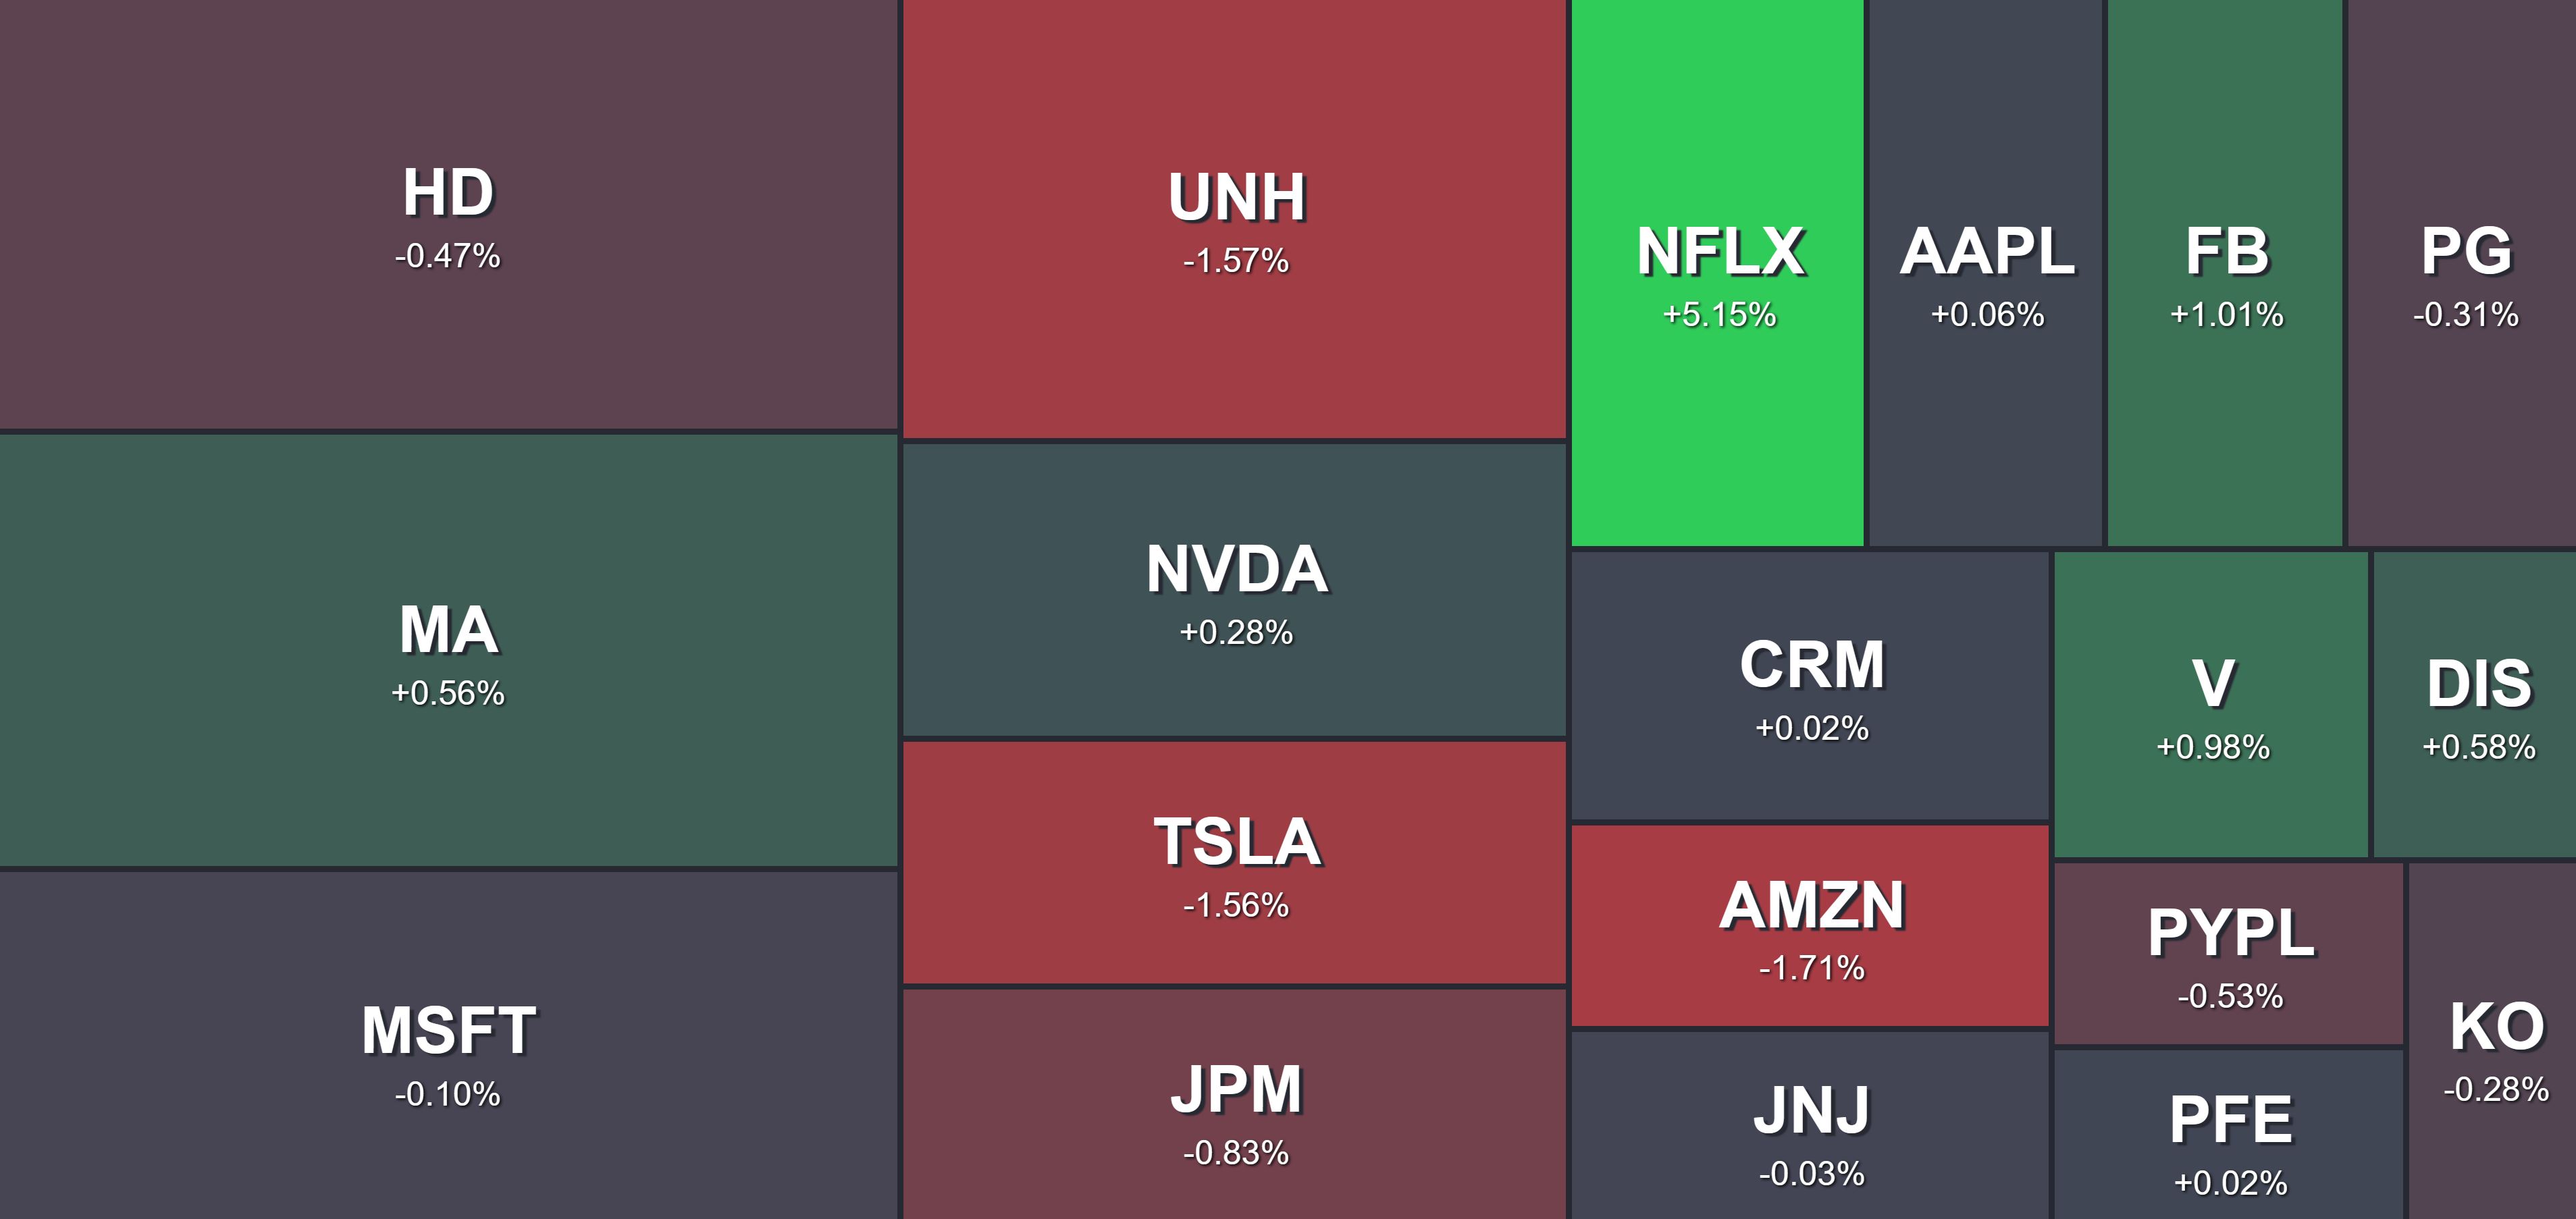 HD
-0.47%
MA
+0.56%
MSFT
-0.10%
UNH
-1.57%
NVDA
+0.28%
TSLA
-1.56%
JPM
-0.83%
NFLX
+5.15%
AAPL
+0.06%
FB
+1.01%
PG
-0.31%
CRM
+0.02%
AMZN
-1.71%
JNJ
-0.03%
V
+0.98%
DIS
+0.58%
PYPL
-0.53%
PFE
+0.02%
KO
-0.28%